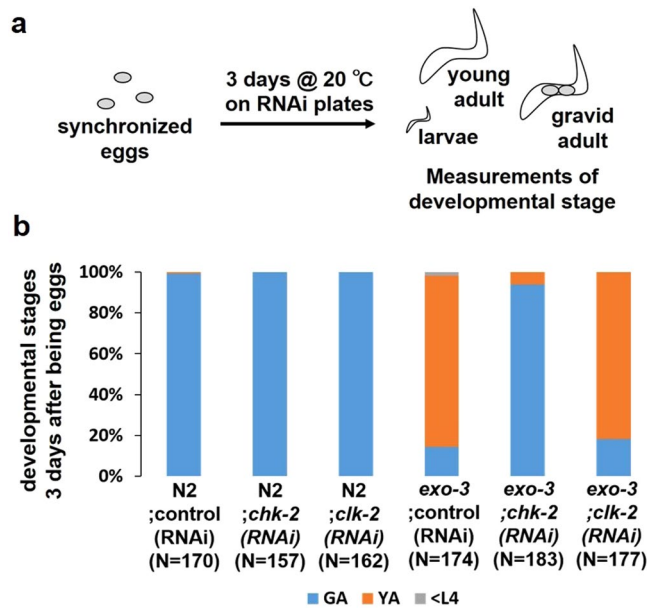 a
3 days @ 20 °C
on RNAi plates
synchronized
eggs
young
adult
larvae
gravid
adult
Measurements of
developmental stage
b
developmental stages
3 days after being eggs
100%
80%
60%
40%
20%
0%
N2
;control
(RNAi)
(N=170)
N2
;chk-2
(RNAi)
(N=157)
N2
;clk-2
(RNAi)
(N=162)
exo-3
;control
(RNAi)
(N=174)
exo-3
;chk-2
(RNAi)
(N=183)
exo-3
;clk-2
(RNAi)
(N=177)
GA YA <L4